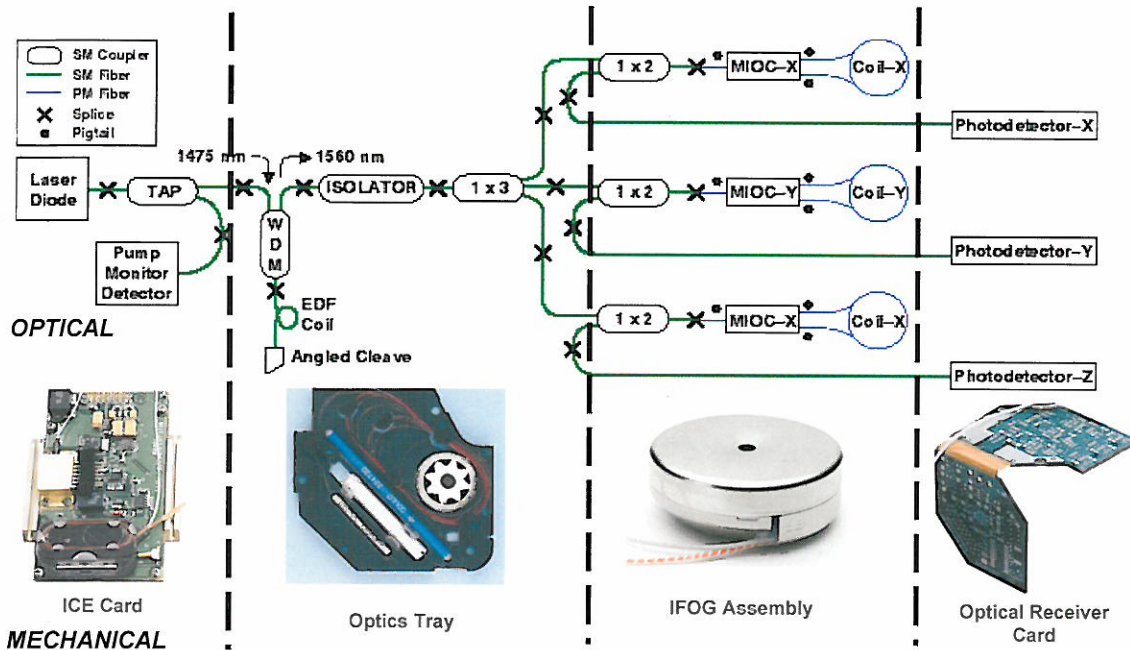 SM Coupler
SM Fiber
PM Fiber
Splice
Pigtail
Laser
Diode
TAP
Pump
Monitor
Detector
1475 nm
1560 nm
WDM
ISOLATOR
1 x 3
EDF
Coil
Angled Cleave
1 x 2
MIOC-X
Coil-X
Photodetector-X
1 x 2
MIOC-Y
Coil-Y
Photodetector-Y
1 x 2
MIOC-X
Coil-X
Photodetector-Z
OPTICAL
ICE Card
Optics Tray
IFOG Assembly
Optical Receiver
Card
MECHANICAL